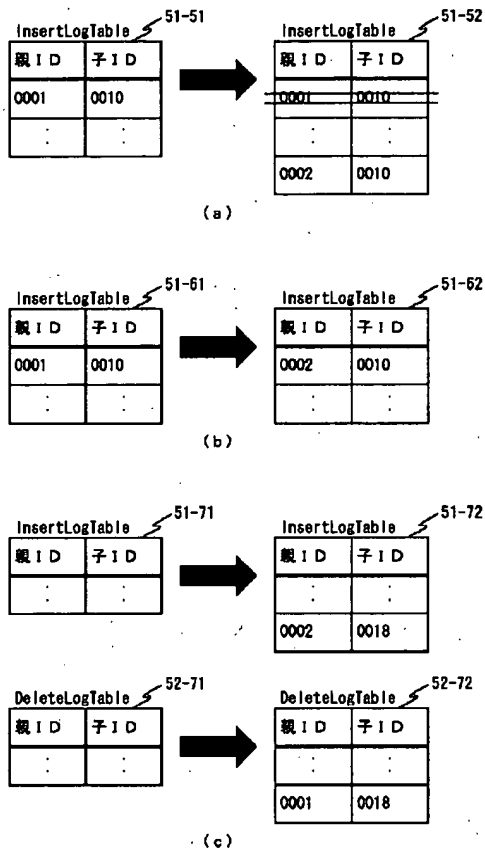 InsertLogTable 51-51
親ID 子ID
0001 0010
: :
InsertLogTable 51-52
親ID 子ID
0001 0010
: :
0002 0010
(a)
InsertLogTable 51-61
親ID 子ID
0001 0010
: :
InsertLogTable 51-62
親ID 子ID
0002 0010
: :
(b)
InsertLogTable 51-71
親ID 子ID
: :
InsertLogTable 51-72
親ID 子ID
: :
0002 0018
DeleteLogTable 52-71
親ID 子ID
: :
DeleteLogTable 52-72
親ID 子ID
: :
0001 0018
(c)